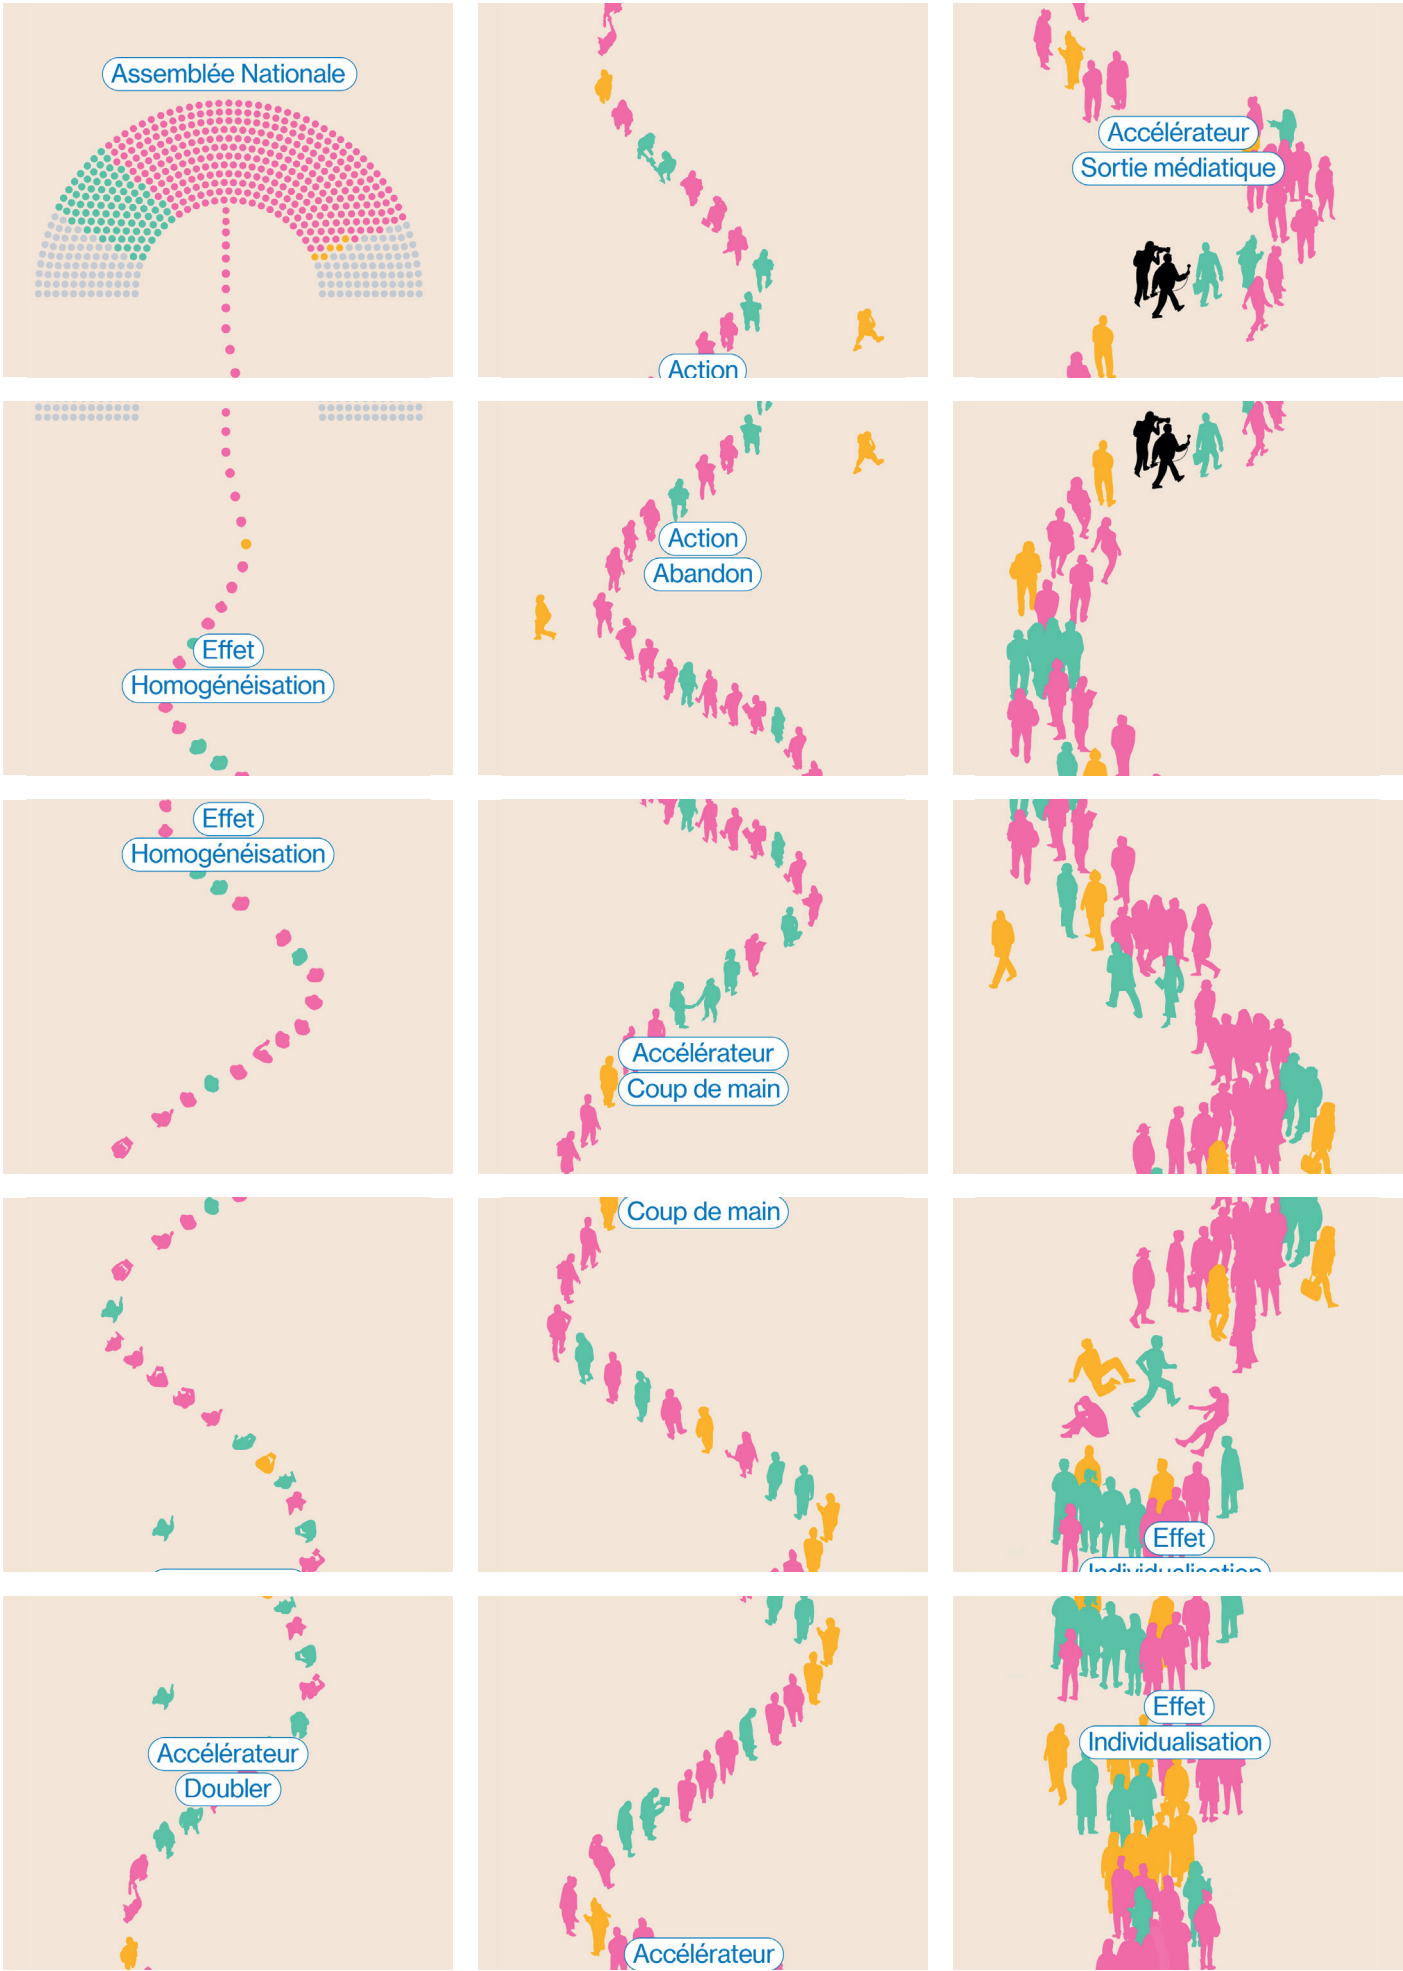 Assemblée Nationale
Effet
Homogénéisation
Effet
Homogénéisation
Accélérateur
Doubler
Action
Action
Abandon
Accélérateur
Coup de main
Coup de main
Accélérateur
Accélérateur
Sortie médiatique
Effet
Individualisation
Effet
Individualisation